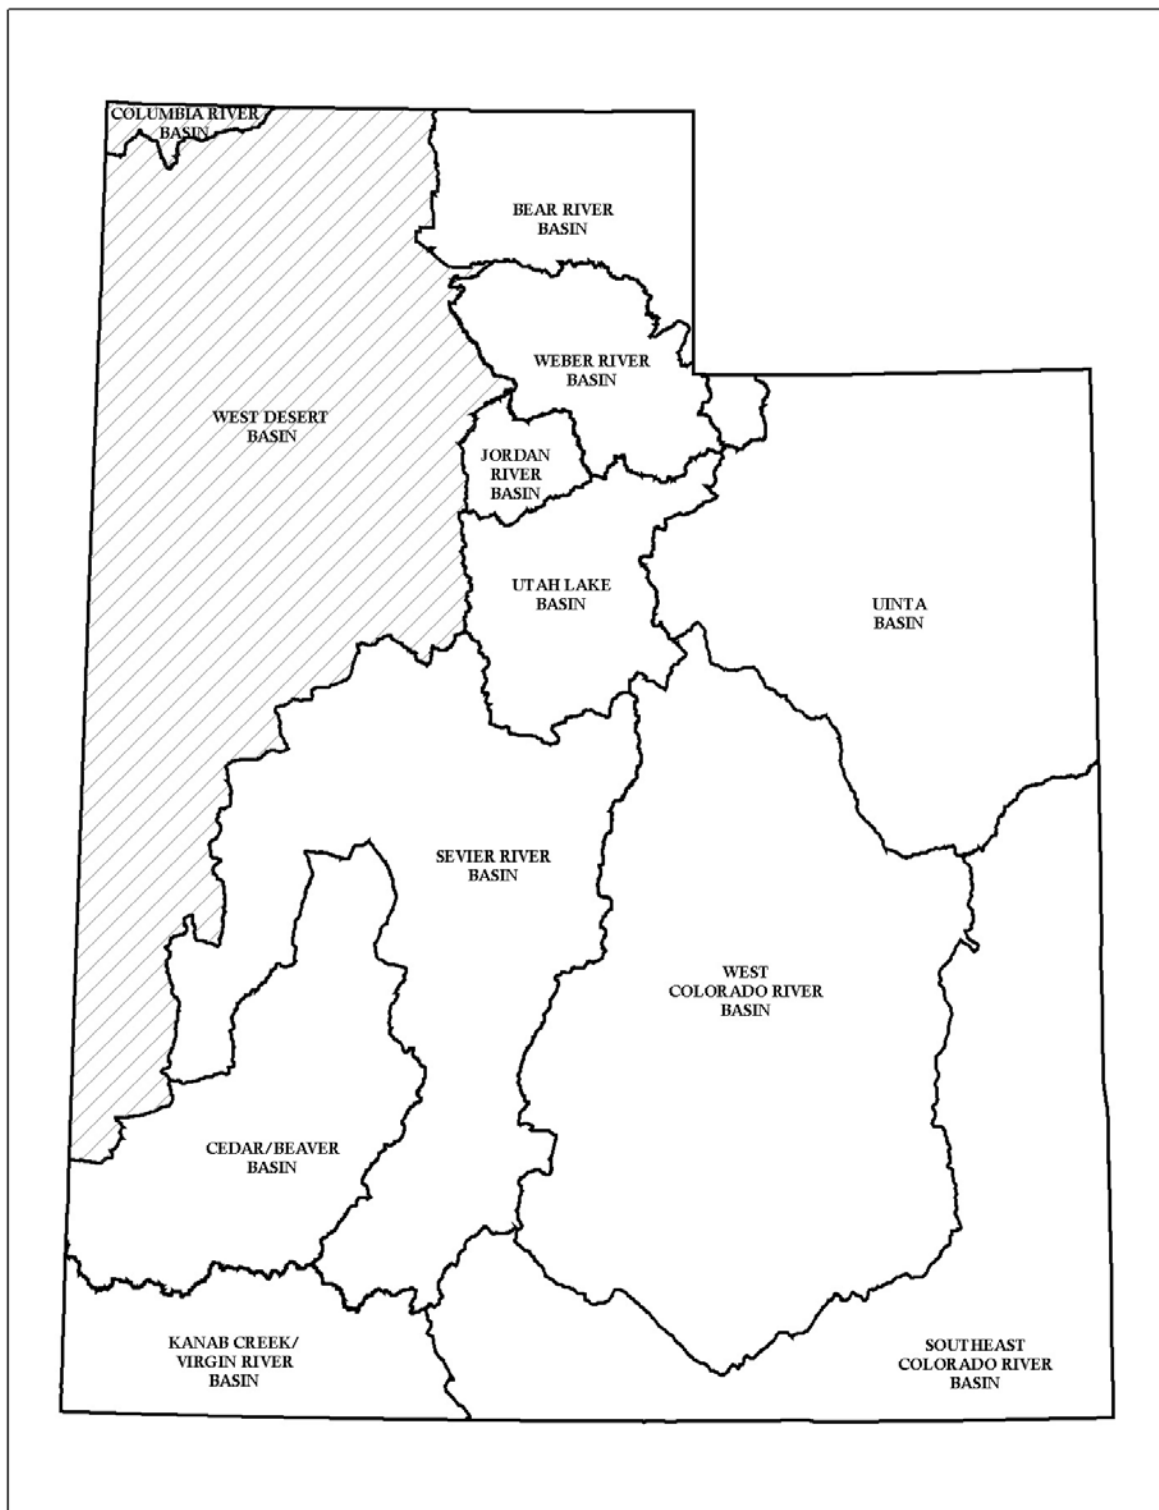 COLUMBIA RIVER
BASIN
BEAR RIVER
BASIN
WEBER RIVER
BASIN
WEST DESERT
BASIN
JORDAN
RIVER
BASIN
UTAH LAKE
BASIN
UINTA
BASIN
SEVIER RIVER
BASIN
WEST
COLORADO RIVER
BASIN
CEDAR/BEAVER
BASIN
KANAB CREEK/
VIRGIN RIVER
BASIN
SOUTHEAST
COLORADO RIVER
BASIN